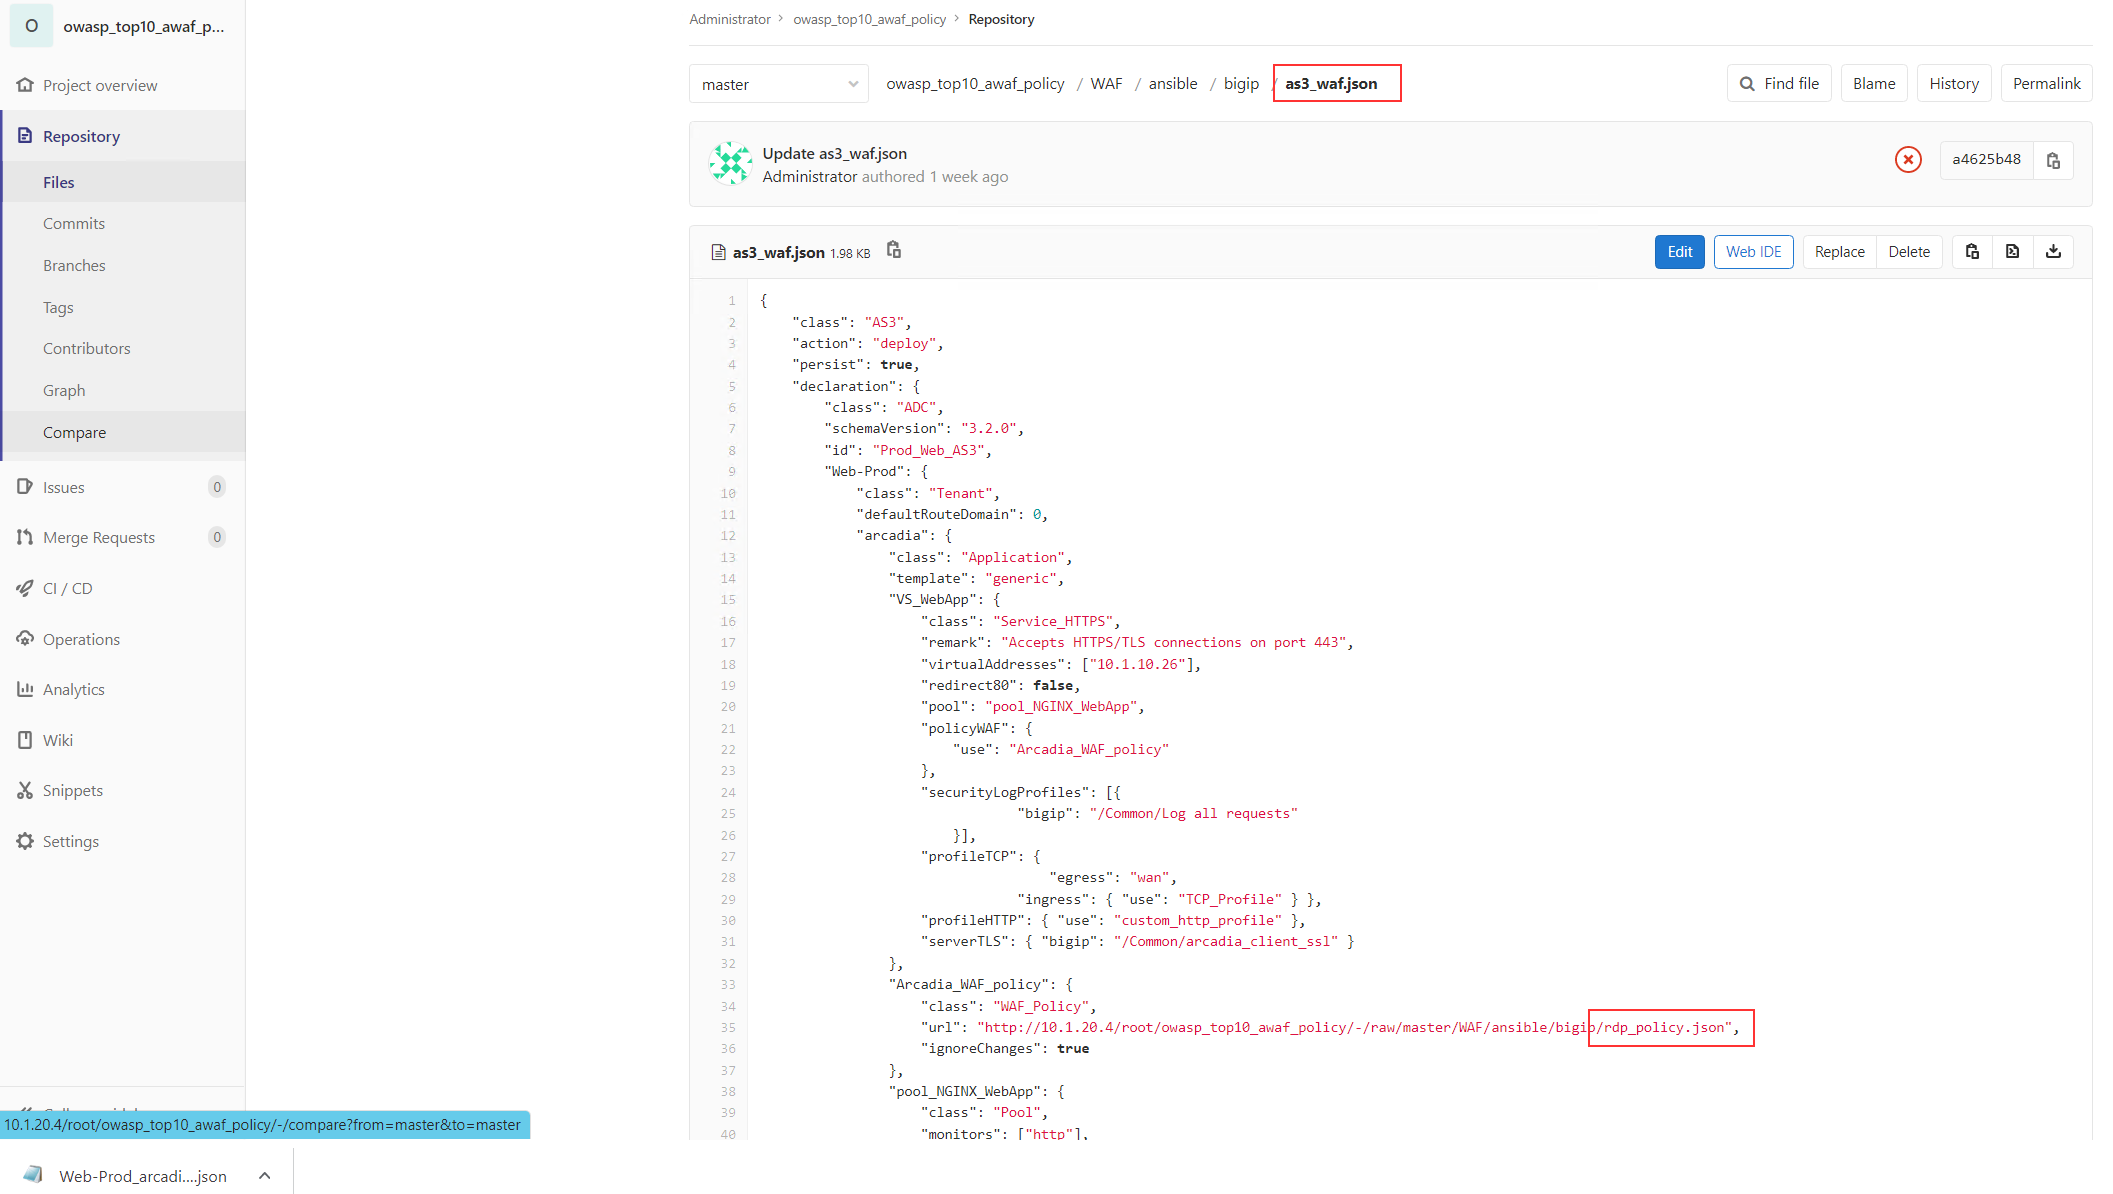 O owasp_top10_awaf_p...
Project overview
Repository
Files
Commits
Branches
Tags
Contributors
Graph
Compare
Issues 0
Merge Requests 0
CI / CD
Operations
Analytics
Wiki
Snippets
Settings
10.1.20.4/root/owasp_top10_awaf_policy/-/compare?from=master&to=master
Web-Prod_arcadi....json
Administrator > owasp_top10_awaf_policy > Repository
master owasp_top10_awaf_policy / WAF / ansible / bigip / as3_waf.json Find file Blame History Permalink
Update as3_waf.json
Administrator authored 1 week ago
a4625b48
as3_waf.json 1.98 KB Edit Web IDE Replace Delete
1 {
2 "class": "AS3",
3 "action": "deploy",
4 "persist": true,
5 "declaration": {
6 "class": "ADC",
7 "schemaVersion": "3.2.0",
8 "id": "Prod_Web_AS3",
9 "Web-Prod": {
10 "class": "Tenant",
11 "defaultRouteDomain": 0,
12 "arcadia": {
13 "class": "Application",
14 "template": "generic",
15 "VS_WebApp": {
16 "class": "Service_HTTPS",
17 "remark": "Accepts HTTPS/TLS connections on port 443",
18 "virtualAddresses": ["10.1.10.26"],
19 "redirect80": false,
20 "pool": "pool_NGINX_WebApp",
21 "policyWAF": {
22 "use": "Arcadia_WAF_policy"
23 },
24 "securityLogProfiles": [{
25 "bigip": "/Common/Log all requests"
26 }],
27 "profileTCP": {
28 "egress": "wan",
29 "ingress": { "use": "TCP_Profile" } },
30 "profileHTTP": { "use": "custom_http_profile" },
31 "serverTLS": { "bigip": "/Common/arcadia_client_ssl" }
32 },
33 "Arcadia_WAF_policy": {
34 "class": "WAF_Policy",
35 "url": "http://10.1.20.4/root/owasp_top10_awaf_policy/-/raw/master/WAF/ansible/bigip/rdp_policy.json",
36 "ignoreChanges": true
37 },
38 "pool_NGINX_WebApp": {
39 "class": "Pool",
40 "monitors": ["http"],